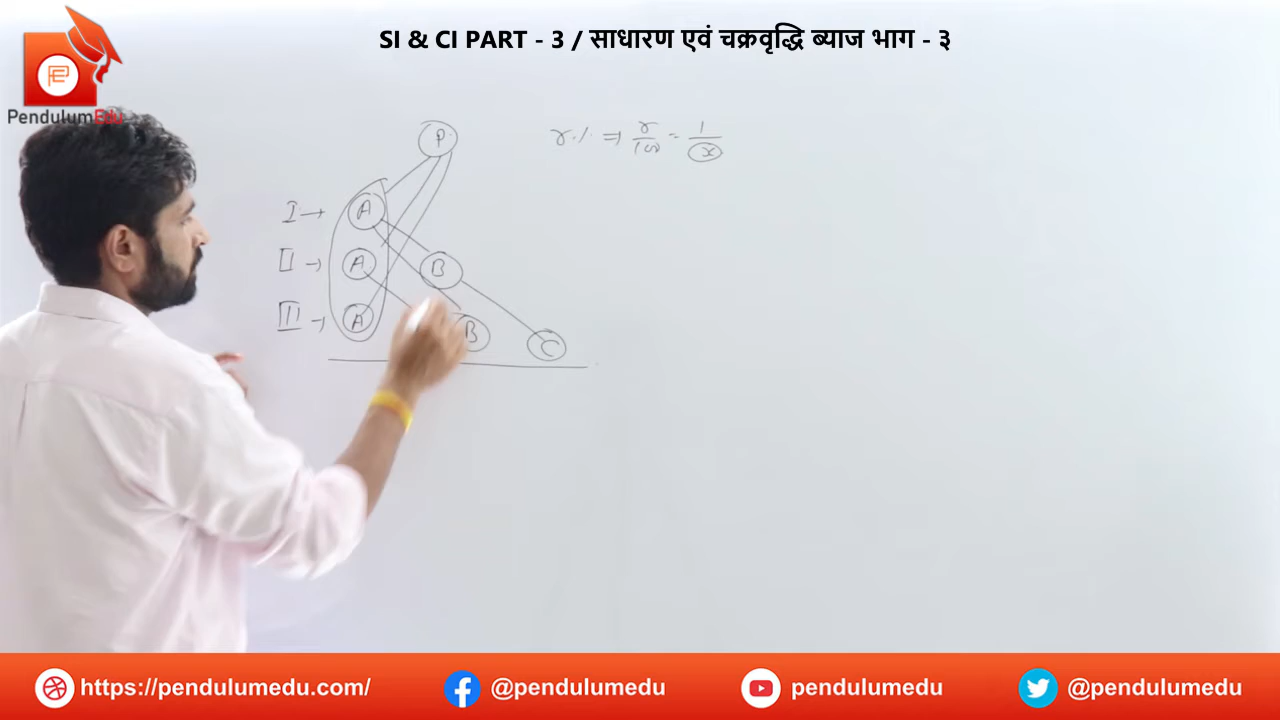 SI & CI PART - 3 / साधारण एवं चक्रवृद्धि ब्याज भाग - ३
PendulumEdu
P
r% ⇒ r/100 = 1/x
I → A
II → A B
III → A B C
https://pendulumedu.com/ @pendulumedu pendulumedu @pendulumedu